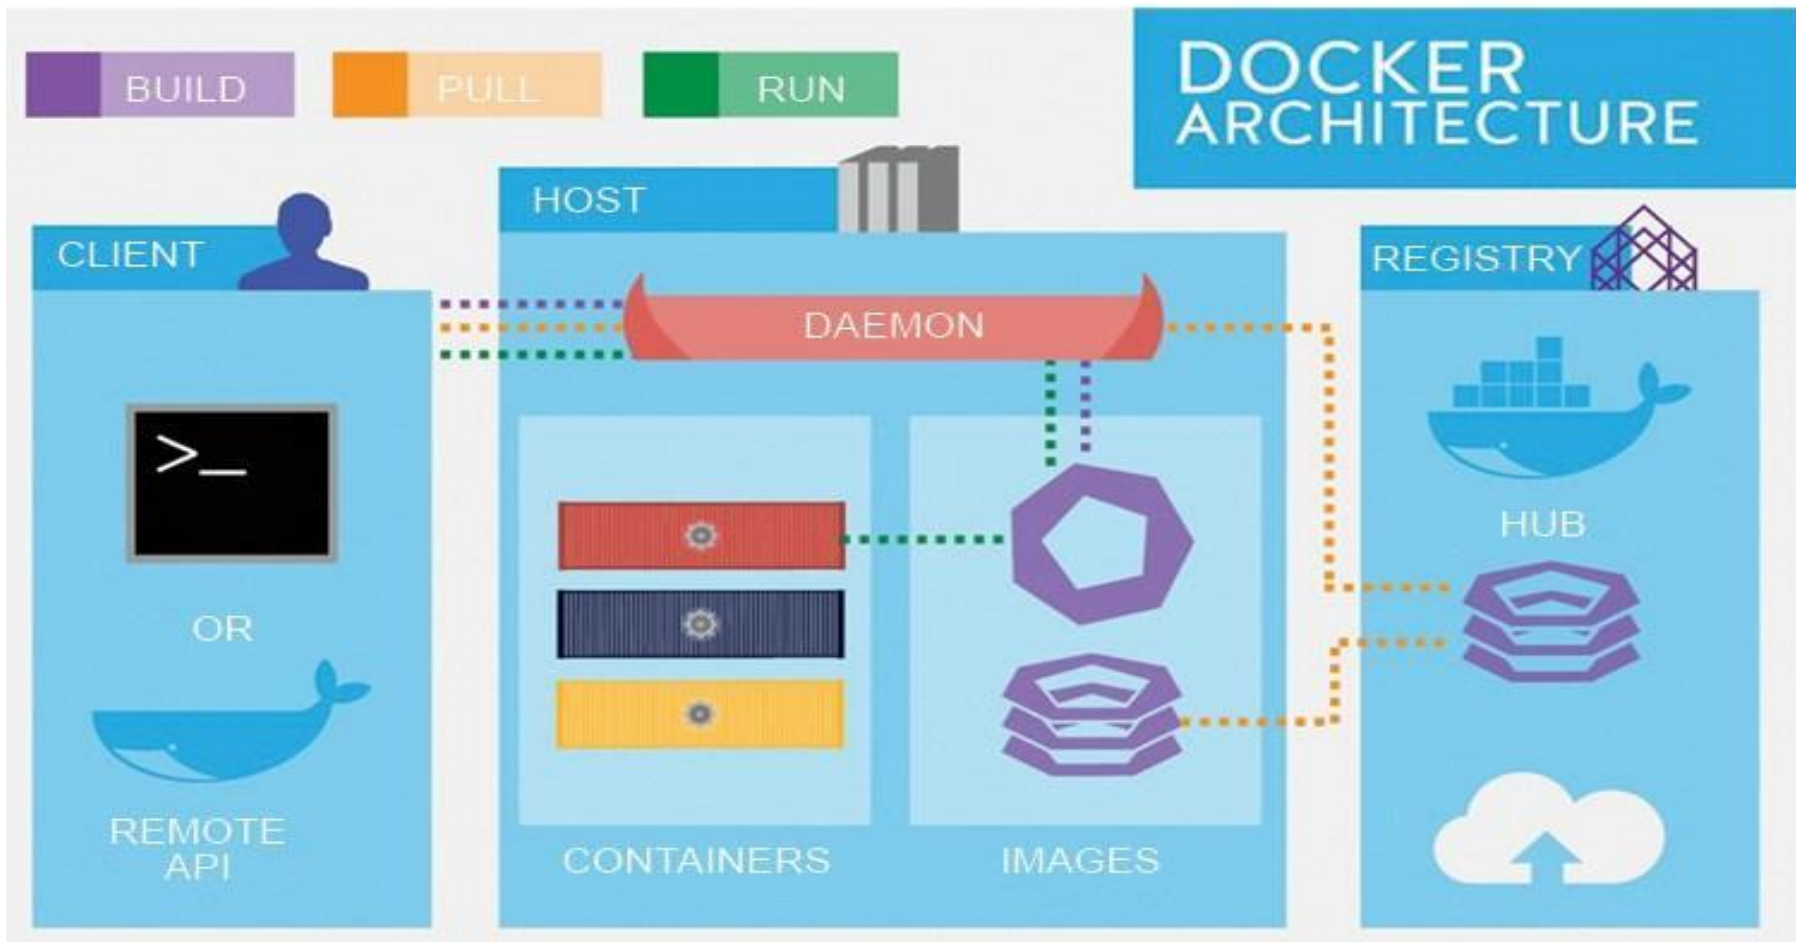 BUILD
PULL
RUN
DOCKER
ARCHITECTURE
CLIENT
>_
OR
REMOTE
API
HOST
DAEMON
CONTAINERS
IMAGES
REGISTRY
HUB